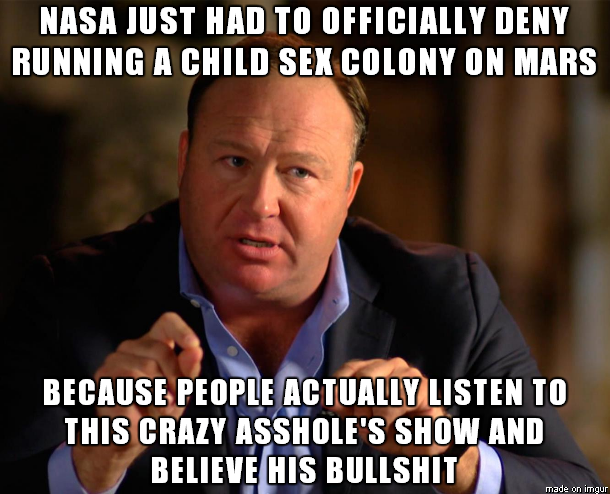 NASA JUST HAD TO OFFICIALLY DENY
RUNNING A CHILD SEX COLONY ON MARS
BECAUSE PEOPLE ACTUALLY LISTEN TO
THIS CRAZY ASSHOLE'S SHOW AND
BELIEVE HIS BULLSHIT
made on imgur